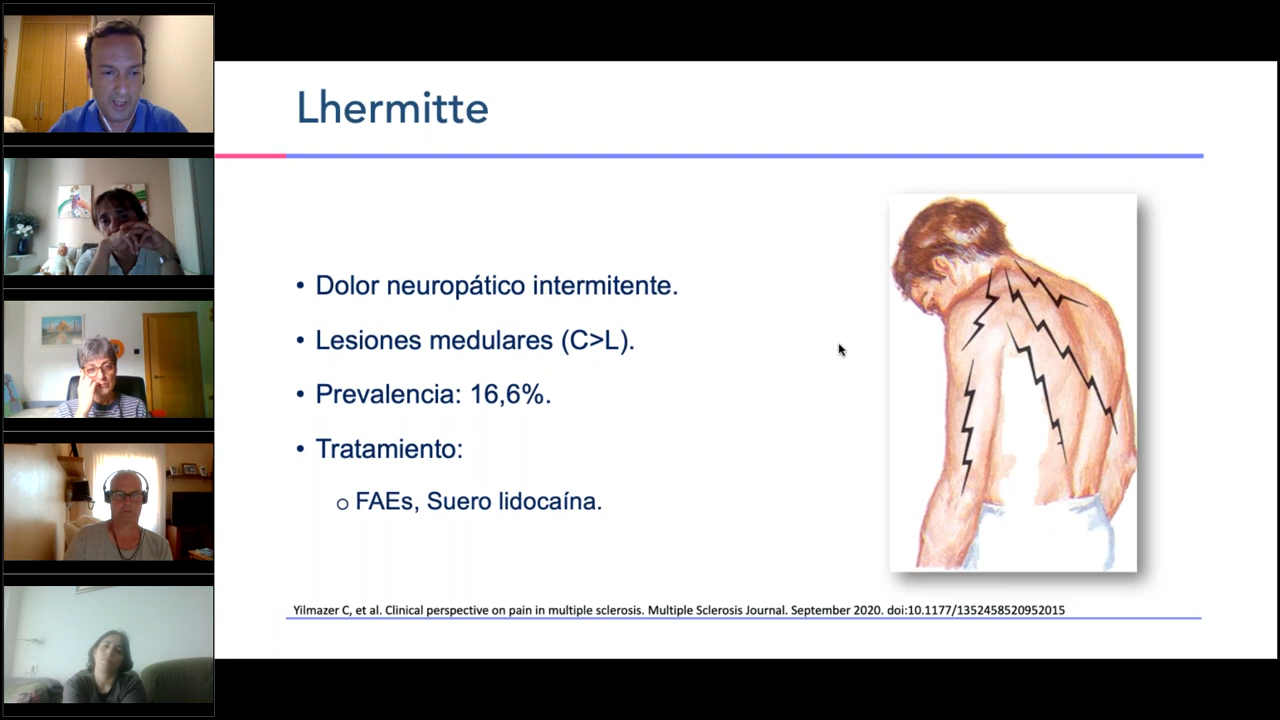 Lhermitte
• Dolor neuropático intermitente.
• Lesiones medulares (C>L).
• Prevalencia: 16,6%.
• Tratamiento:
o FAEs, Suero lidocaína.
Yilmazer C, et al. Clinical perspective on pain in multiple sclerosis. Multiple Sclerosis Journal. September 2020. doi:10.1177/1352458520952015